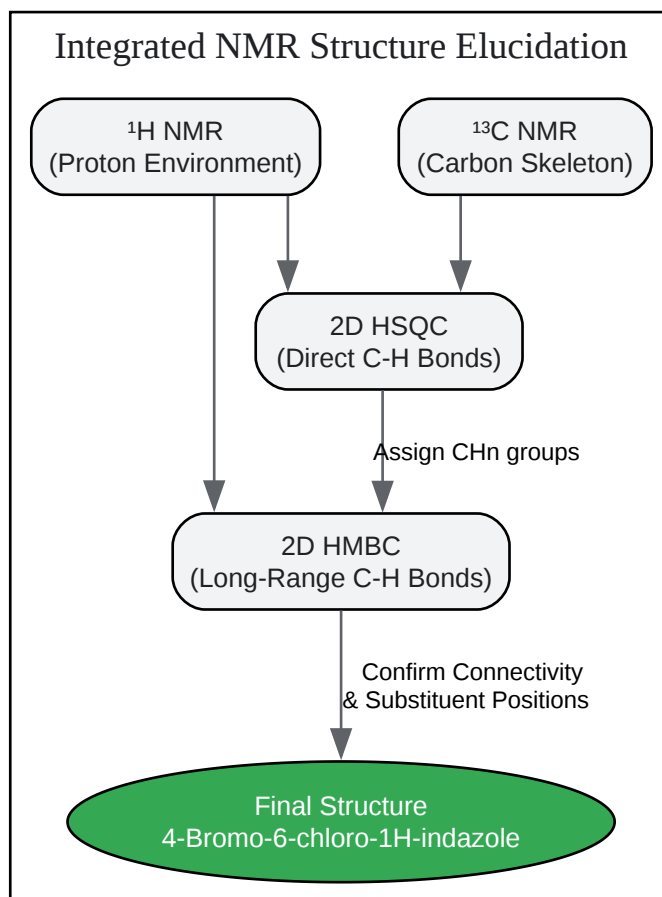 Integrated NMR Structure Elucidation
¹H NMR
(Proton Environment)
¹³C NMR
(Carbon Skeleton)
2D HSQC
(Direct C-H Bonds)
Assign CHn groups
2D HMBC
(Long-Range C-H Bonds)
Confirm Connectivity
& Substituent Positions
Final Structure
4-Bromo-6-chloro-1H-indazole